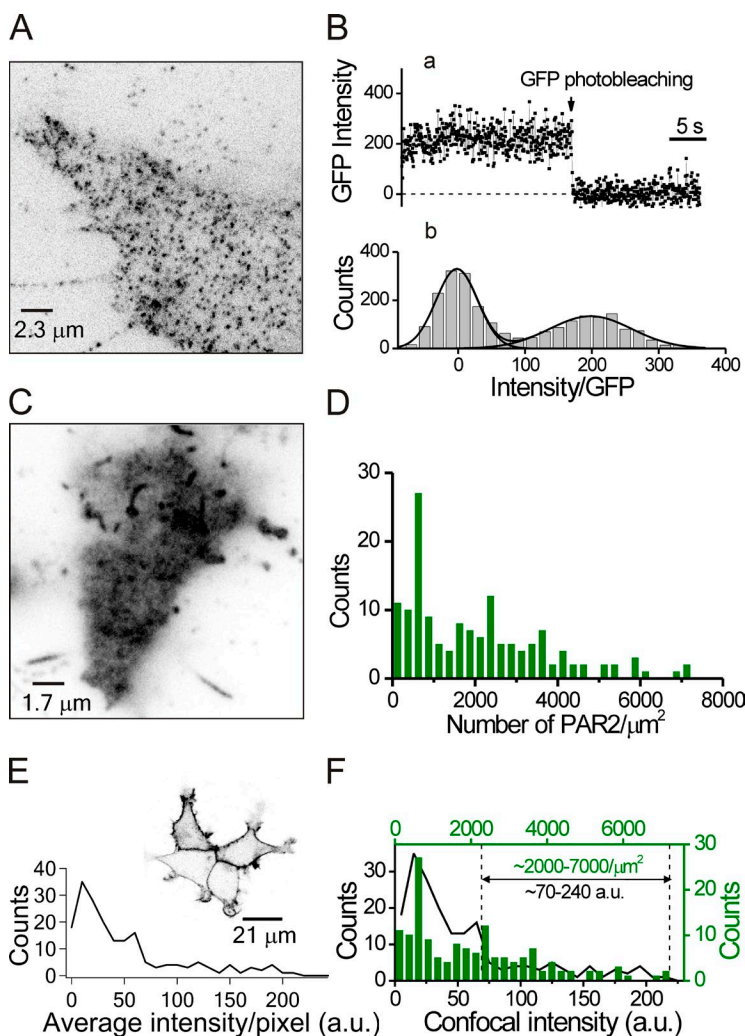 A
2.3 μm
B
a
GFP photobleaching
5 s
GFP Intensity
400
200
0
b
Counts
400
200
0
0 100 200 300 400
Intensity/GFP
C
1.7 μm
D
Counts
30
20
10
0
0 2000 4000 6000 8000
Number of PAR2/μm²
E
21 μm
Counts
40
30
20
10
0
0 50 100 150 200
Average intensity/pixel (a.u.)
F
0 2000 4000 6000
~2000-7000/μm²
~70-240 a.u.
Counts
30
20
10
0
30
20
10
0
Counts
0 50 100 150 200
Confocal intensity (a.u.)